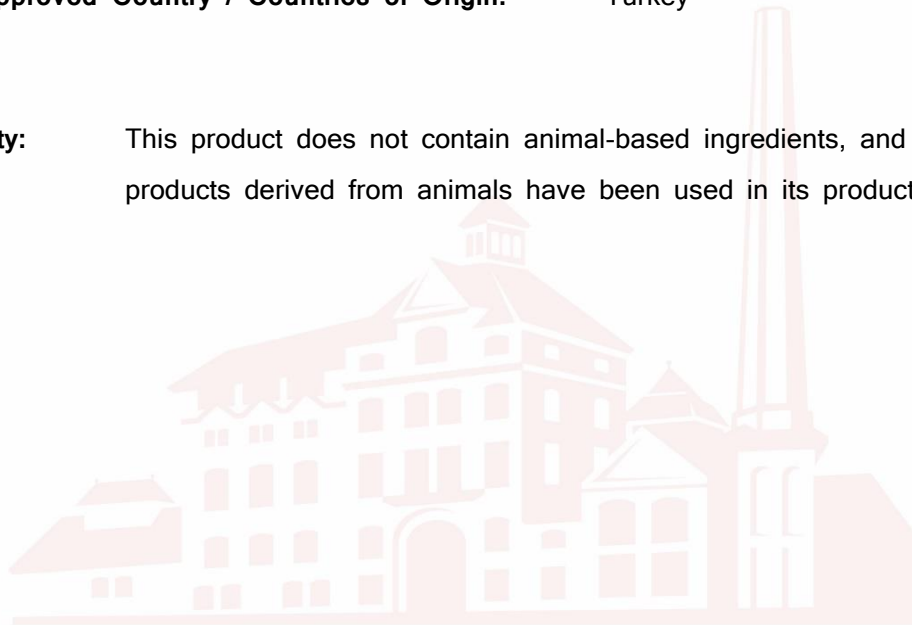 pproved Country / Countries of Origin: Turkey
ty: This product does not contain animal-based ingredients, and
products derived from animals have been used in its product